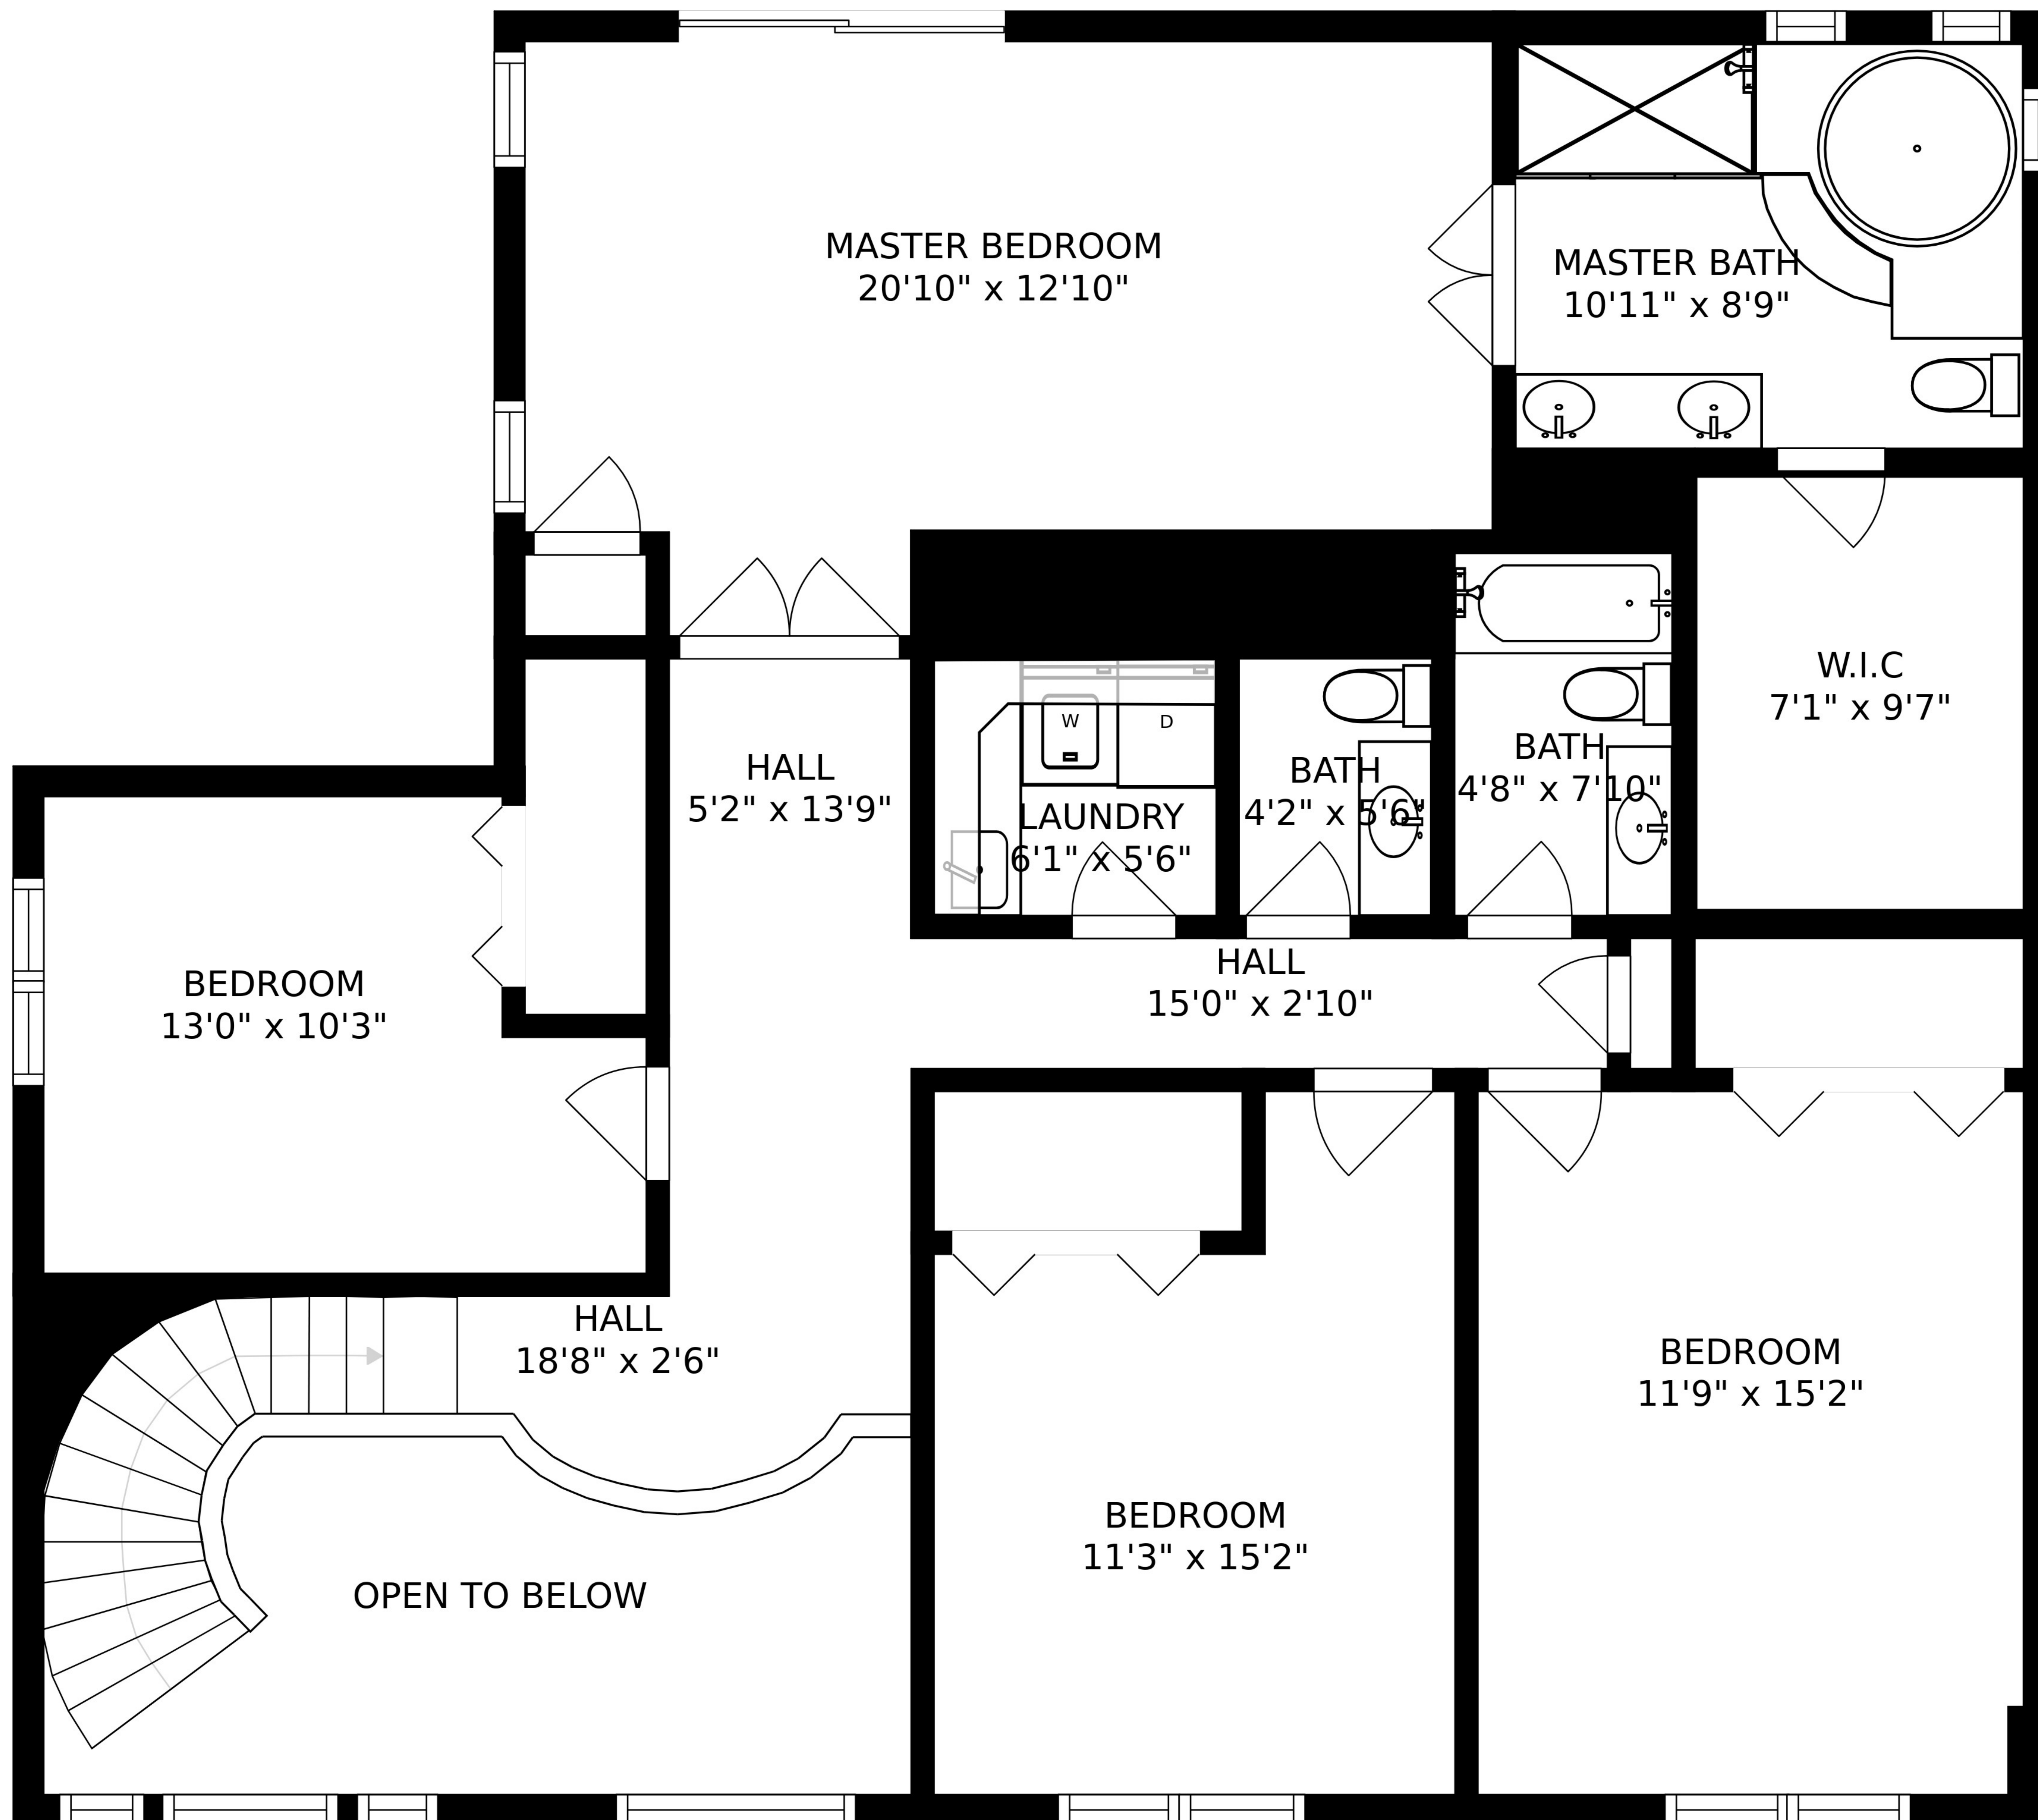 MASTER BEDROOM
20'10" x 12'10"
MASTER BATH
10'11" x 8'9"
W.I.C
7'1" x 9'7"
HALL
5'2" x 13'9"
W
D
LAUNDRY
6'1" x 5'6"
BATH
4'2" x 5'6"
BATH
4'8" x 7'10"
BEDROOM
13'0" x 10'3"
HALL
15'0" x 2'10"
HALL
18'8" x 2'6"
BEDROOM
11'9" x 15'2"
BEDROOM
11'3" x 15'2"
OPEN TO BELOW